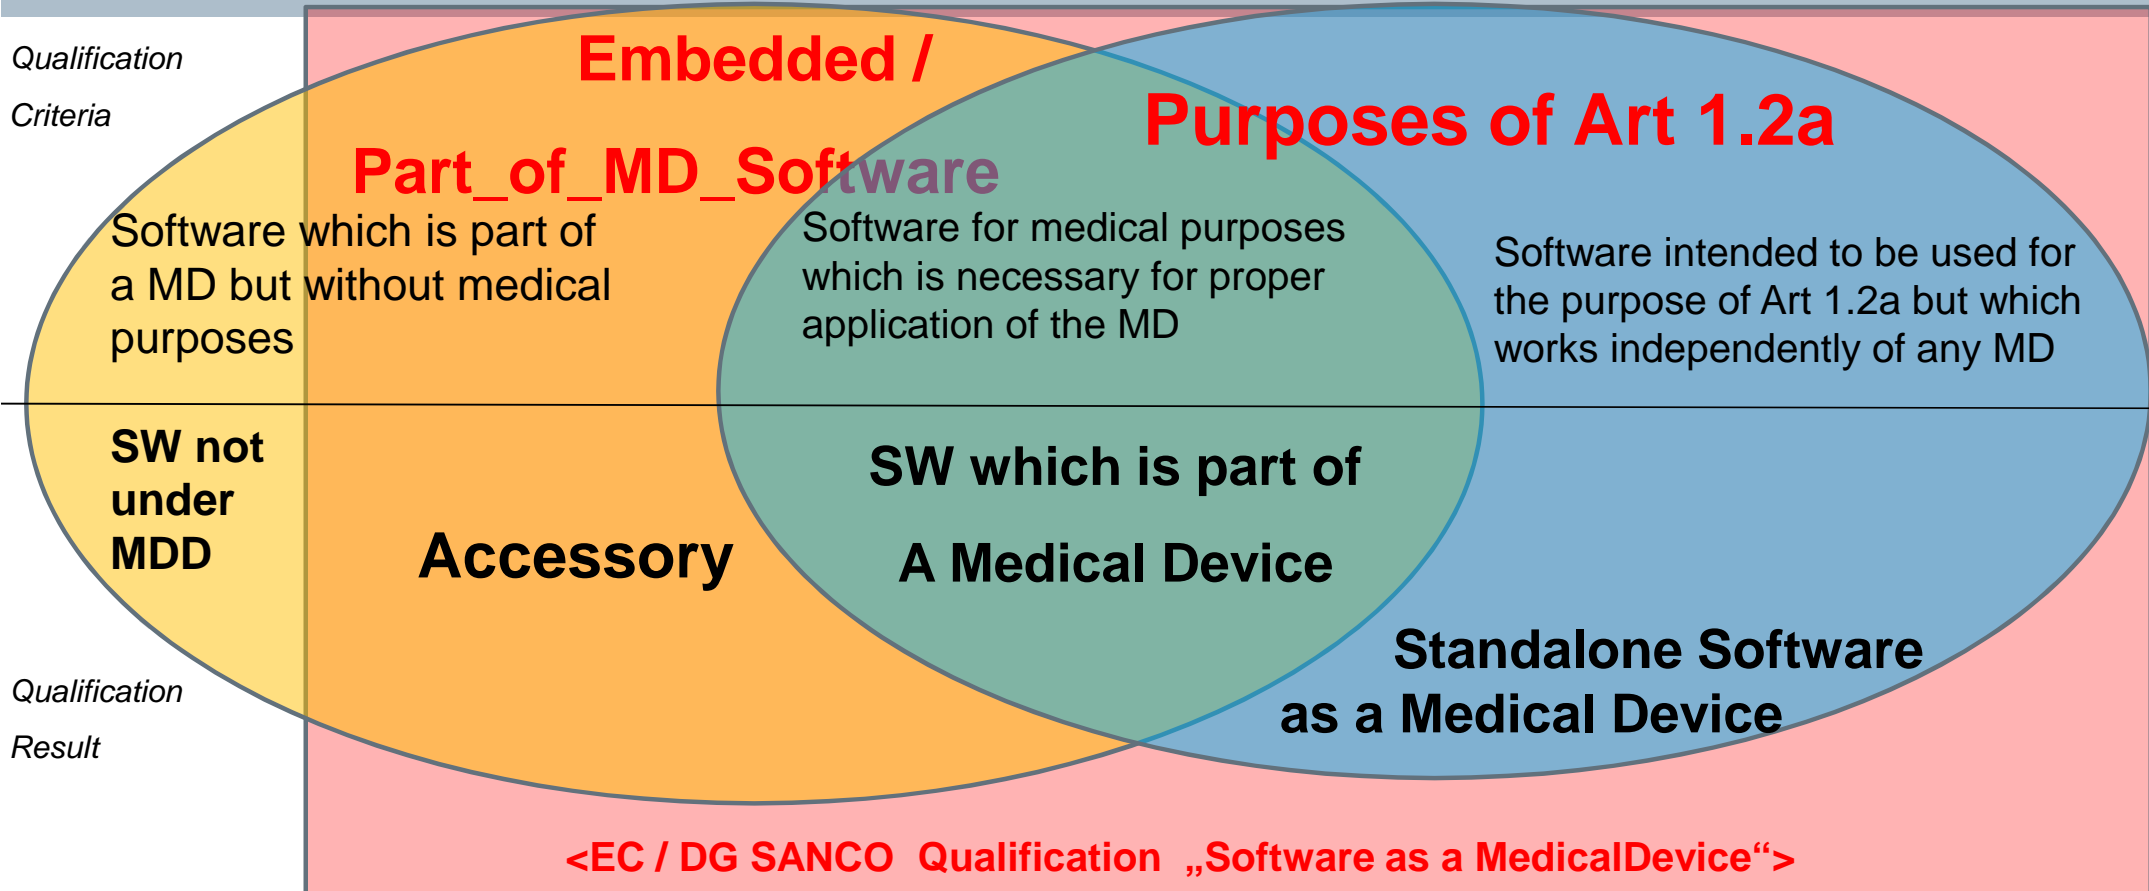 Qualification
Criteria
Embedded /
Part_of_MD_Software
Purposes of Art 1.2a
Software which is part of
a MD but without medical
purposes
Software for medical purposes
which is necessary for proper
application of the MD
Software intended to be used for
the purpose of Art 1.2a but which
works independently of any MD
SW not
under
MDD
Accessory
SW which is part of
A Medical Device
Standalone Software
as a Medical Device
Qualification
Result
<EC / DG SANCO Qualification „Software as a MedicalDevice“>